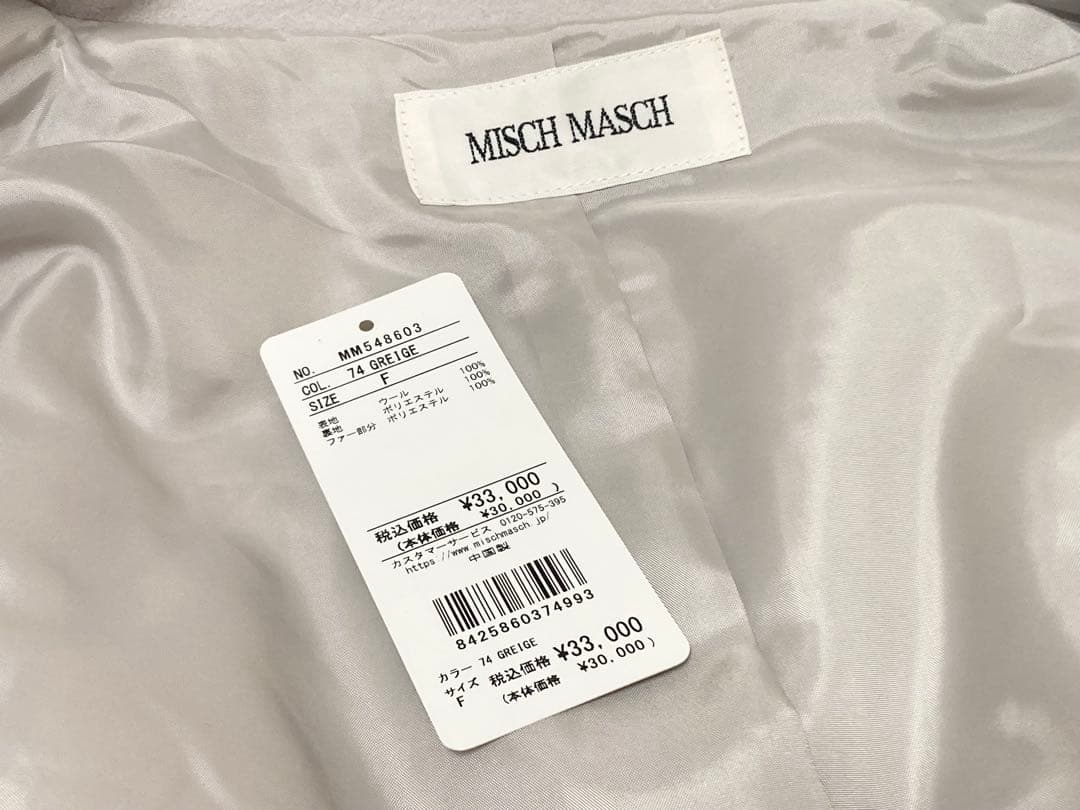 MISCH MASCH
NO. MM548603
COL. 74 GREIGE
SIZE F
表地 ウール 100%
裏地 ポリエステル 100%
ファー部分 ポリエステル 100%
税込価格 ¥33,000
(本体価格 ¥30,000 )
カスタマーサービス 0120-575-395
https://www.mischmasch.jp/
中国製
8425860374993
カラー 74 GREIGE
サイズ 税込価格 ¥33,000
F (本体価格 ¥30,000)